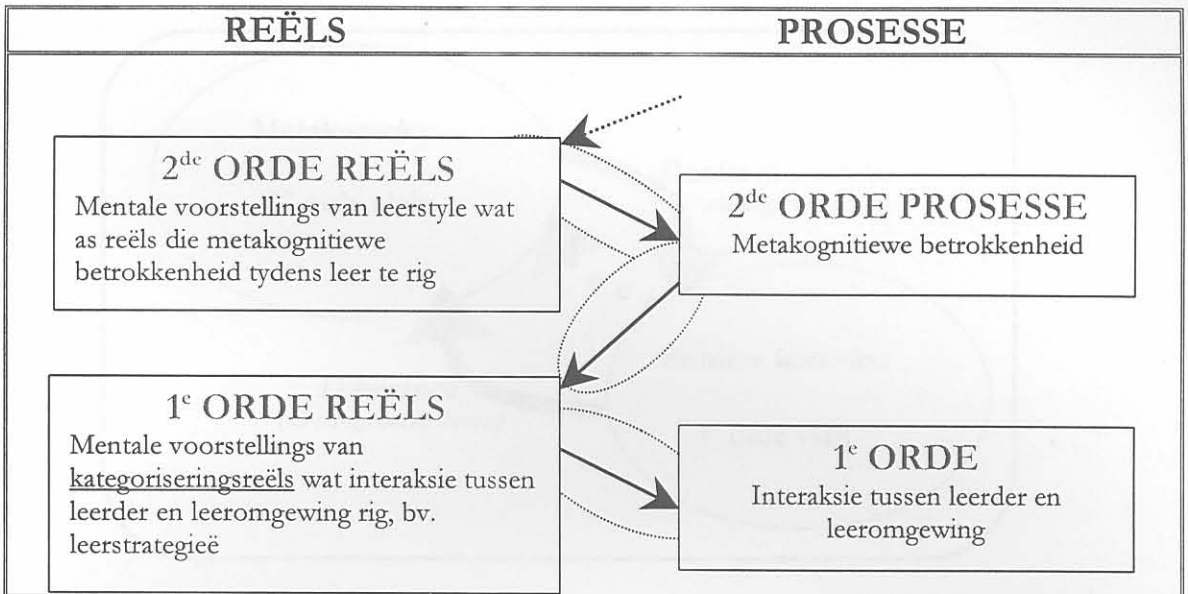 REËLS
PROSESSE
2de ORDE REËLS
Mentale voorstellings van leerstyle wat
as reëls die metakognitiewe
betrokkenheid tydens leer te rig
2de ORDE PROSESSE
Metakognitiewe betrokkenheid
1e ORDE REËLS
Mentale voorstellings van
kategoriseringsreëls wat interaksie tussen
leerder en leeromgewing rig, bv.
leerstrategieë
1e ORDE
Interaksie tussen leerder en
leeromgewing